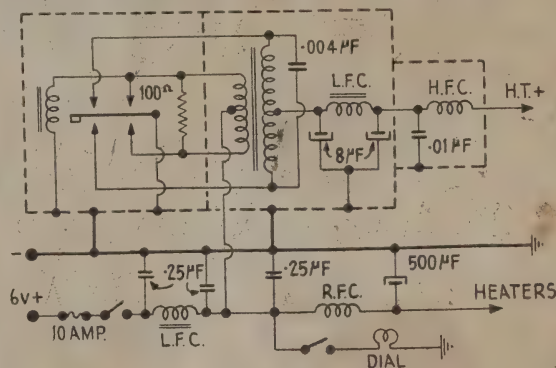 ·004µF
100Ω
L.F.C.
H.F.C.
H.T.+
8µF
·01µF
–
·25µF
·25µF
500µF
6v+
R.F.C.
HEATERS
10 AMP.
L.F.C.
DIAL